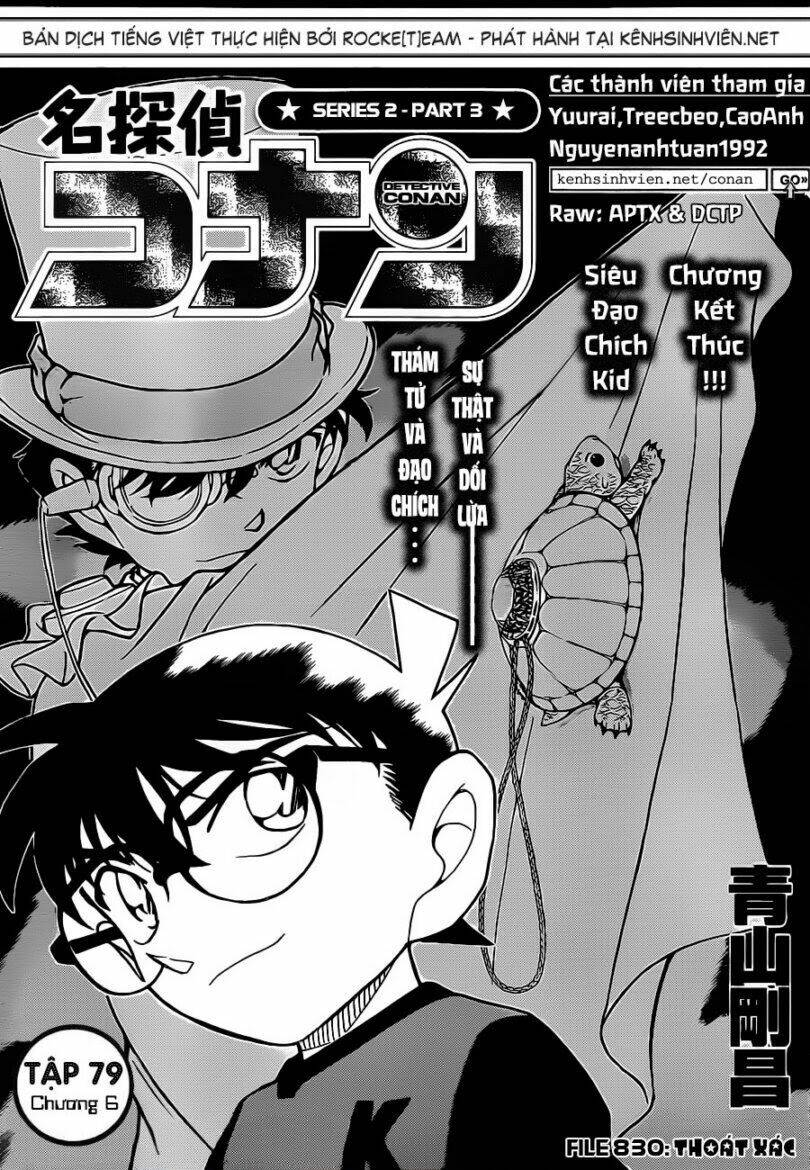 BẢN DỊCH TIẾNG VIỆT THỰC HIỆN BỞI ROCKE[T]EAM - PHÁT HÀNH TẠI KÊNHSINHVIÊN.NET
Các thành viên tham gia
Yuurai,Treecbeo,CaoAnh
Nguyenanhtuan1992
kenhsinhvien.net/conan GO»
Raw: APTX & DCTP
★ SERIES 2 - PART 3 ★
名探偵
コナン
DETECTIVE
CONAN
Chương
Kết
Thúc
!!!
Siêu
Đạo
Chích
Kid
SỰ
THẬT
VÀ
DỐI
LỪA
THÁM
TỬ
VÀ
ĐẠO
CHÍCH
...
青山剛昌
K
TẬP 79
Chương 6
FILE 830: THOÁT XÁC